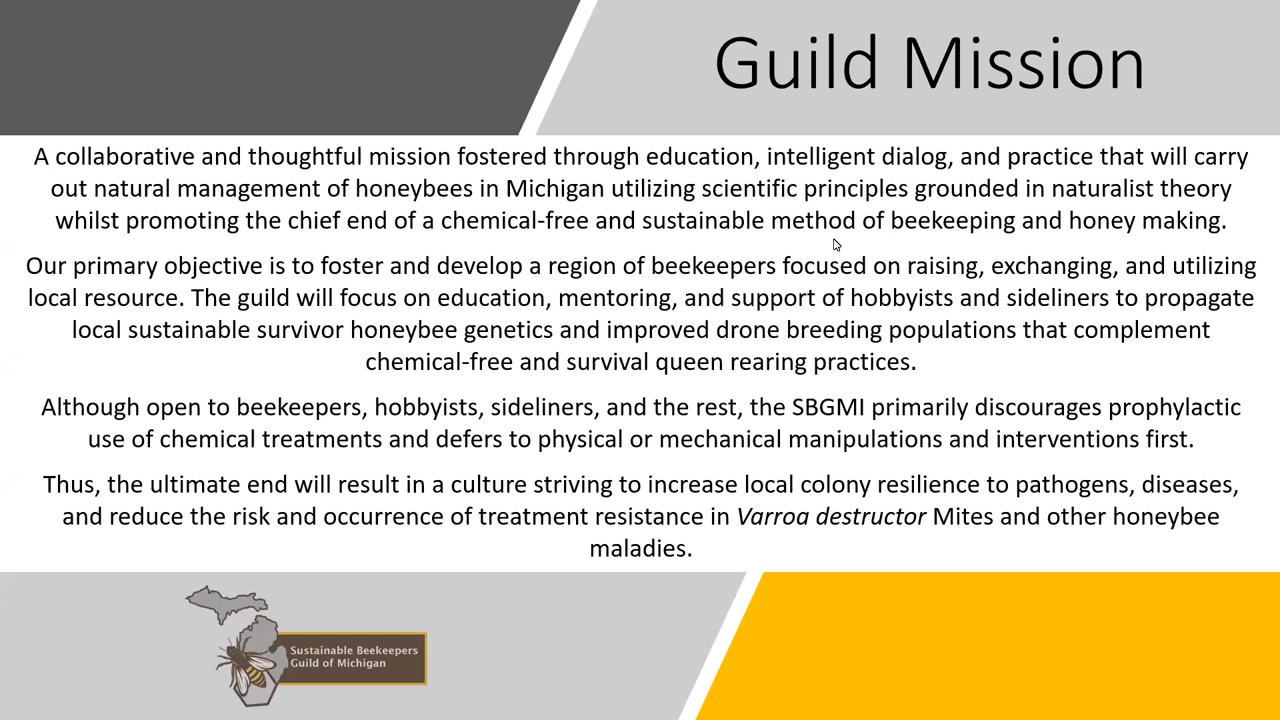 Guild Mission
A collaborative and thoughtful mission fostered through education, intelligent dialog, and practice that will carry
out natural management of honeybees in Michigan utilizing scientific principles grounded in naturalist theory
whilst promoting the chief end of a chemical-free and sustainable method of beekeeping and honey making.
Our primary objective is to foster and develop a region of beekeepers focused on raising, exchanging, and utilizing
local resource. The guild will focus on education, mentoring, and support of hobbyists and sideliners to propagate
local sustainable survivor honeybee genetics and improved drone breeding populations that complement
chemical-free and survival queen rearing practices.
Although open to beekeepers, hobbyists, sideliners, and the rest, the SBGMI primarily discourages prophylactic
use of chemical treatments and defers to physical or mechanical manipulations and interventions first.
Thus, the ultimate end will result in a culture striving to increase local colony resilience to pathogens, diseases,
and reduce the risk and occurrence of treatment resistance in Varroa destructor Mites and other honeybee
maladies.
Sustainable Beekeepers
Guild of Michigan